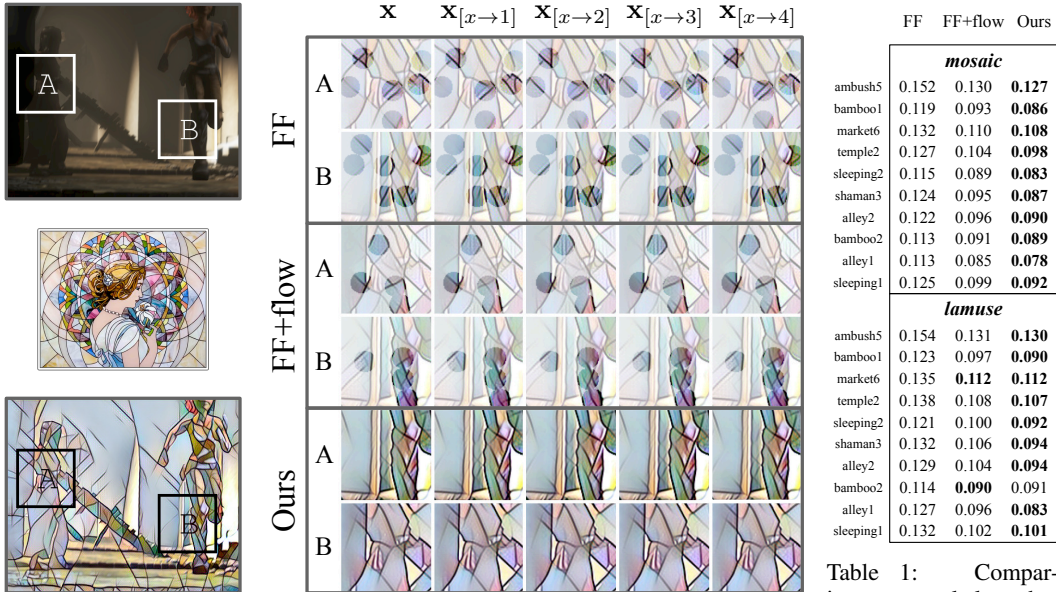 A
B
A
B
x x[x→1] x[x→2] x[x→3] x[x→4]
FF
A
B
FF+flow
A
B
Ours
A
B
FF FF+flow Ours
mosaic
ambush5 0.152 0.130 0.127
bamboo1 0.119 0.093 0.086
market6 0.132 0.110 0.108
temple2 0.127 0.104 0.098
sleeping2 0.115 0.089 0.083
shaman3 0.124 0.095 0.087
alley2 0.122 0.096 0.090
bamboo2 0.113 0.091 0.089
alley1 0.113 0.085 0.078
sleeping1 0.125 0.099 0.092
lamuse
ambush5 0.154 0.131 0.130
bamboo1 0.123 0.097 0.090
market6 0.135 0.112 0.112
temple2 0.138 0.108 0.107
sleeping2 0.121 0.100 0.092
shaman3 0.132 0.106 0.094
alley2 0.129 0.104 0.094
bamboo2 0.114 0.090 0.091
alley1 0.127 0.096 0.083
sleeping1 0.132 0.102 0.101
Table 1: Compar-